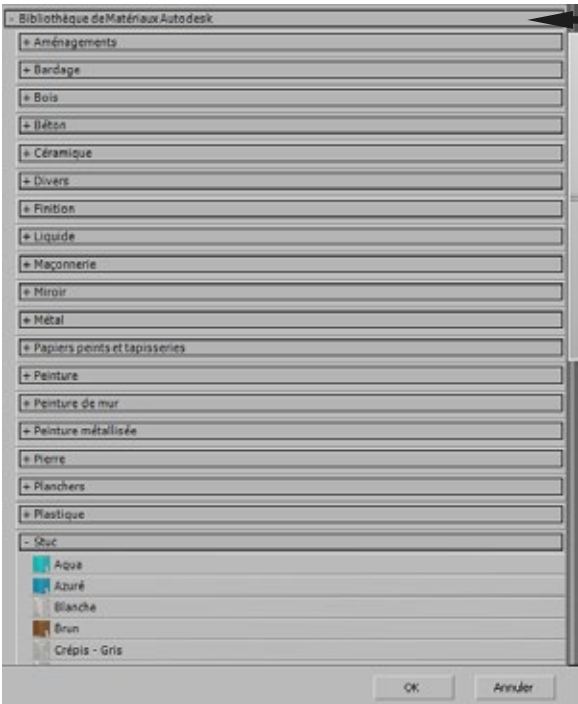 - Bibliothèque de Matériaux Autodesk
+ Aménagements
+ Bardage
+ Bois
+ Béton
+ Céramique
+ Divers
+ Finition
+ Liquide
+ Maçonnerie
+ Miroir
+ Métal
+ Papiers peints et tapisseries
+ Peinture
+ Peinture de mur
+ Peinture métallisée
+ Pierre
+ Planchers
+ Plastique
- Stuc
Aqua
Azuré
Blanche
Brun
Crépis - Gris
OK Annuler